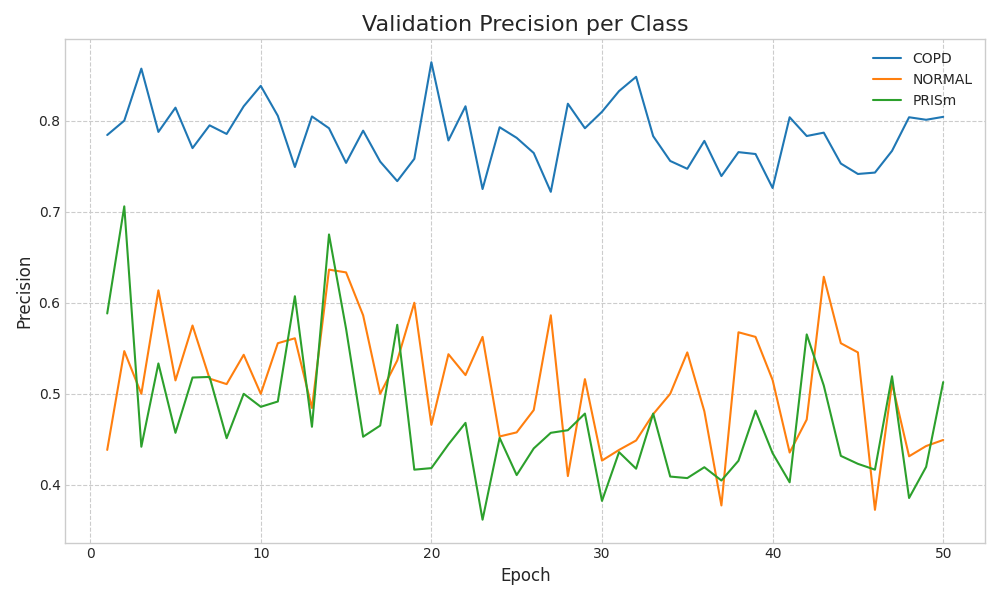 Validation Precision per Class
COPD
NORMAL
PRISm
Precision
0.8
0.7
0.6
0.5
0.4
0 10 20 30 40 50
Epoch